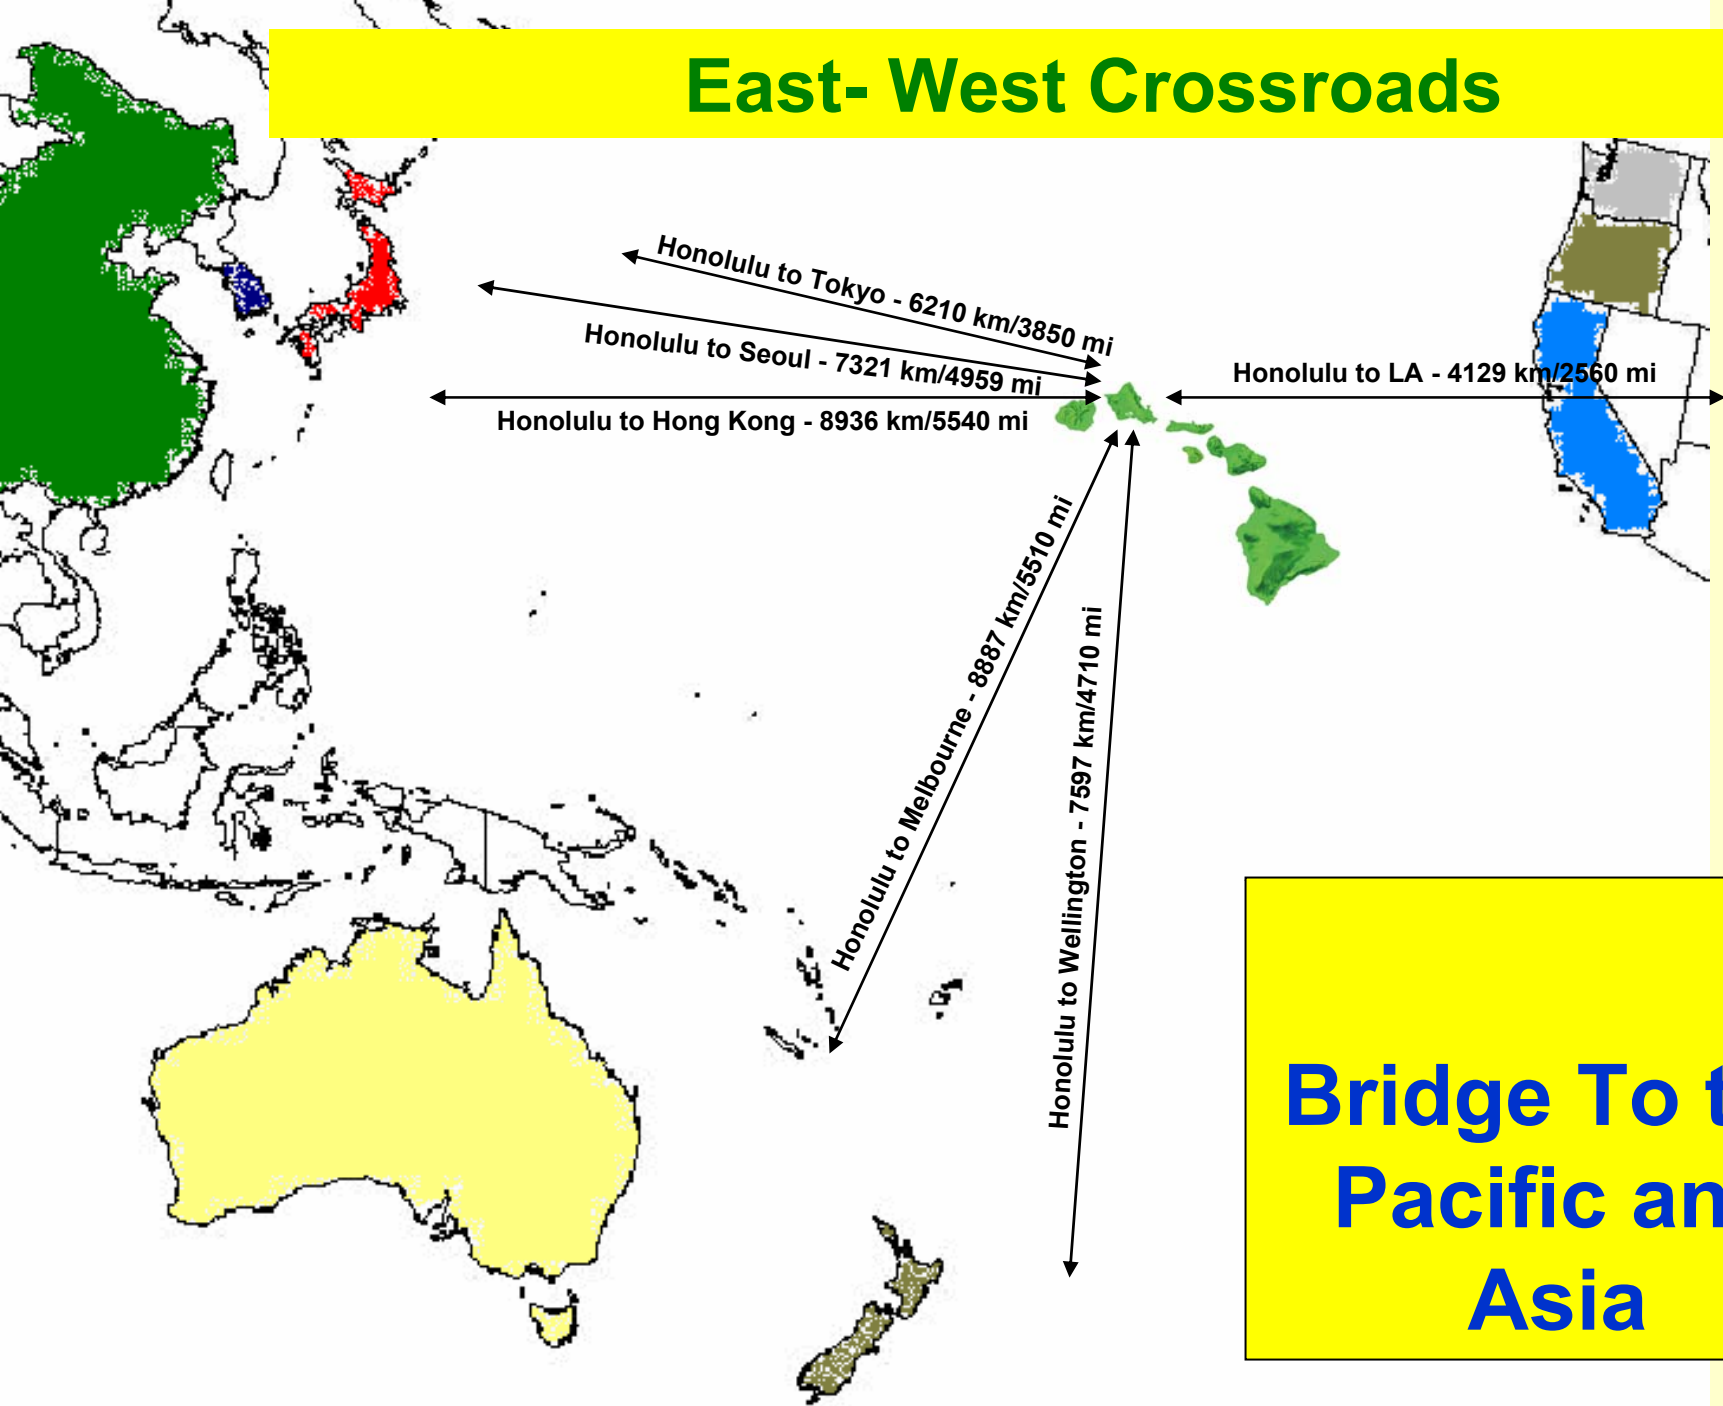 East- West Crossroads
Honolulu to Tokyo - 6210 km/3850 mi
Honolulu to Seoul - 7321 km/4959 mi
Honolulu to LA - 4129 km/2560 mi
Honolulu to Hong Kong - 8936 km/5540 mi
Honolulu to Melbourne - 8887 km/5510 mi
Honolulu to Wellington - 7597 km/4710 mi
Bridge To t
Pacific an
Asia